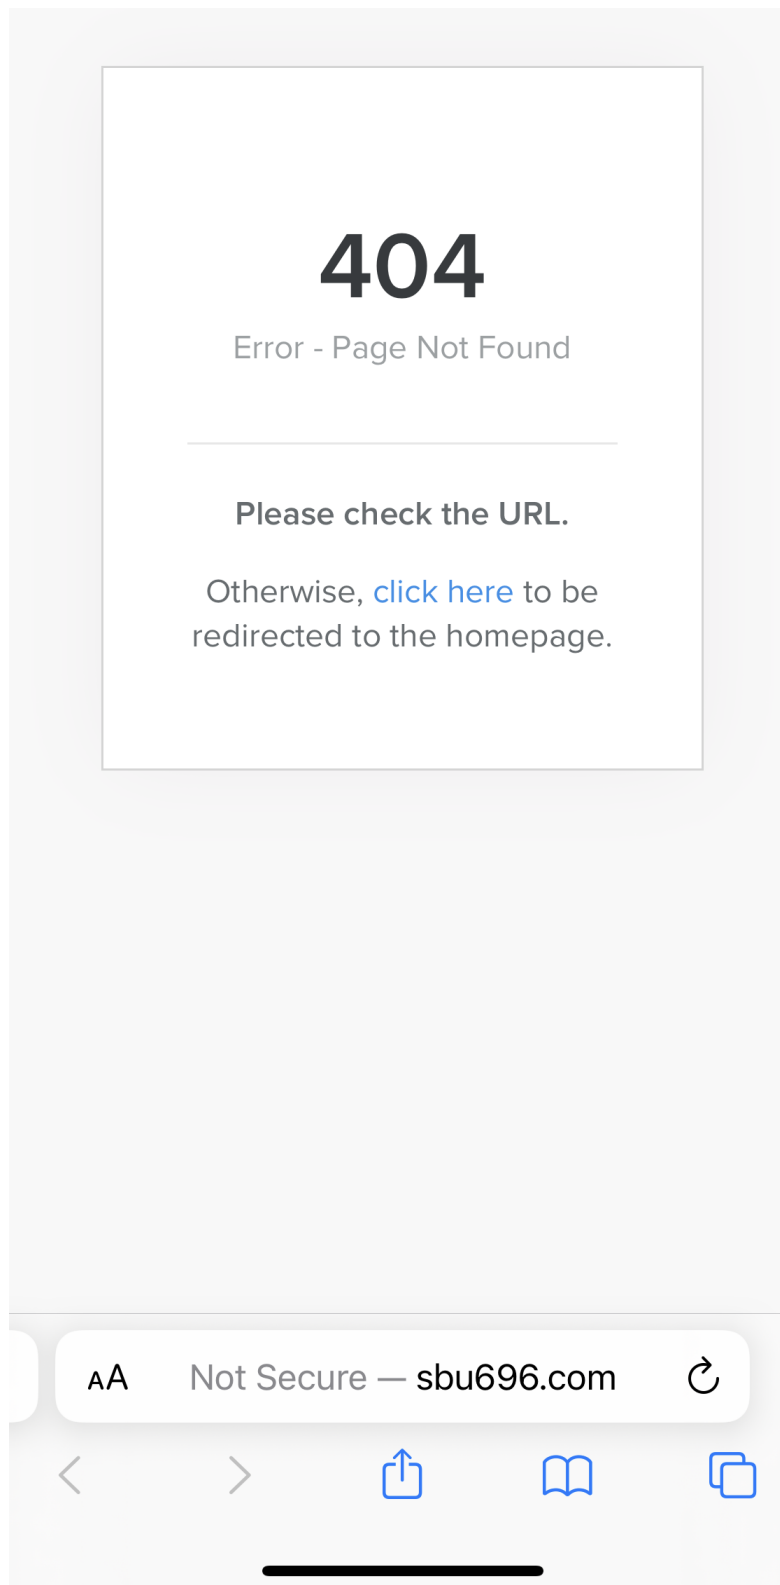 404
Error - Page Not Found
Please check the URL.
Otherwise, click here to be
redirected to the homepage.
AA Not Secure — sbu696.com